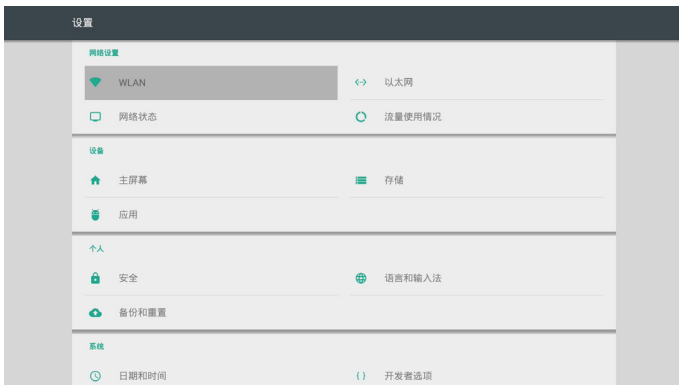 设置
网络设置
WLAN
以太网
网络状态
流量使用情况
设备
主屏幕
存储
应用
个人
安全
语言和输入法
备份和重置
系统
日期和时间
开发者选项